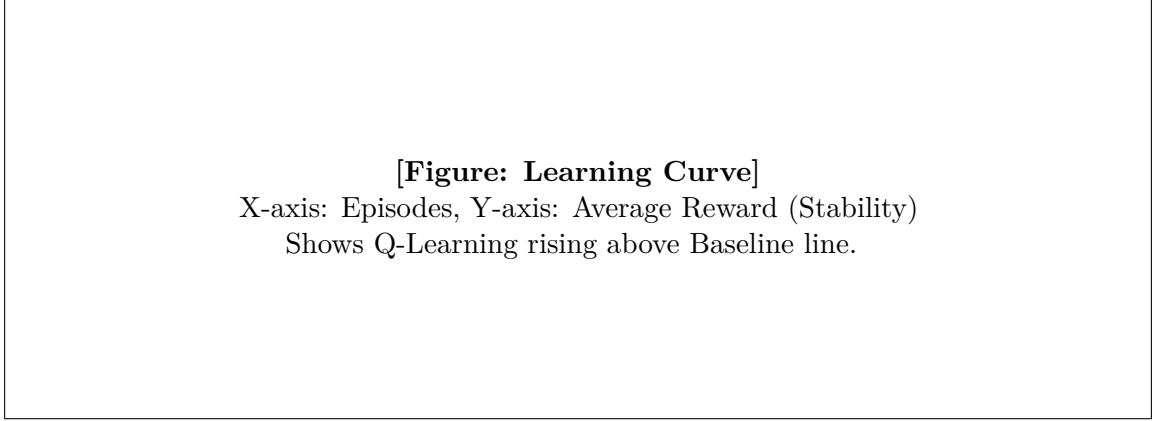 [Figure: Learning Curve]
X-axis: Episodes, Y-axis: Average Reward (Stability)
Shows Q-Learning rising above Baseline line.